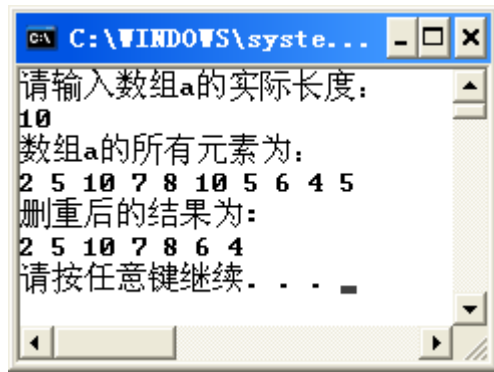 C:\WINDOWS\syste...
请输入数组a的实际长度：
10
数组a的所有元素为：
2 5 10 7 8 10 5 6 4 5
删重后的结果为：
2 5 10 7 8 6 4
请按任意键继续. . .